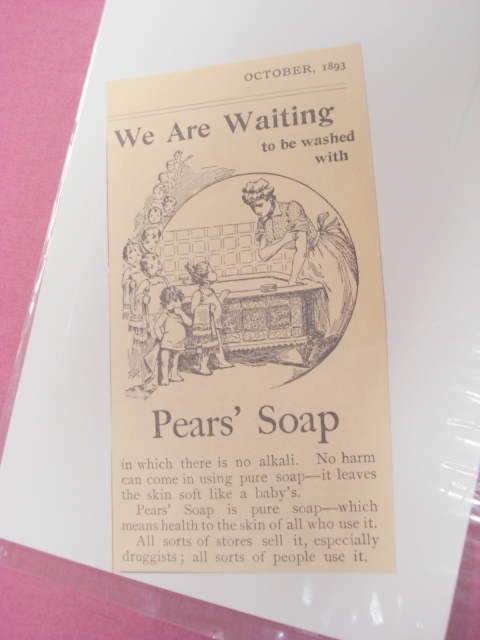 OCTOBER, 1893
We Are Waiting
to be washed
with
Pears' Soap
in which there is no alkali. No harm
can come in using pure soap—it leaves
the skin soft like a baby's.
Pears' Soap is pure soap—which
means health to the skin of all who use it.
All sorts of stores sell it, especially
druggists; all sorts of people use it.